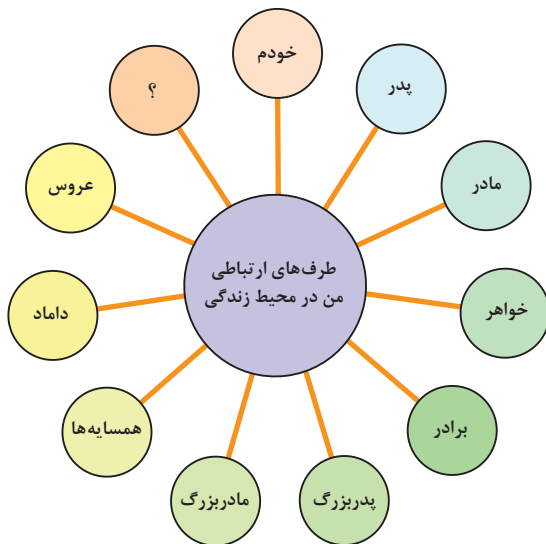 خودم
پدر
مادر
خواهر
برادر
پدربزرگ
مادربزرگ
همسایه‌ها
داماد
عروس
؟
طرف‌های ارتباطی
من در محیط زندگی